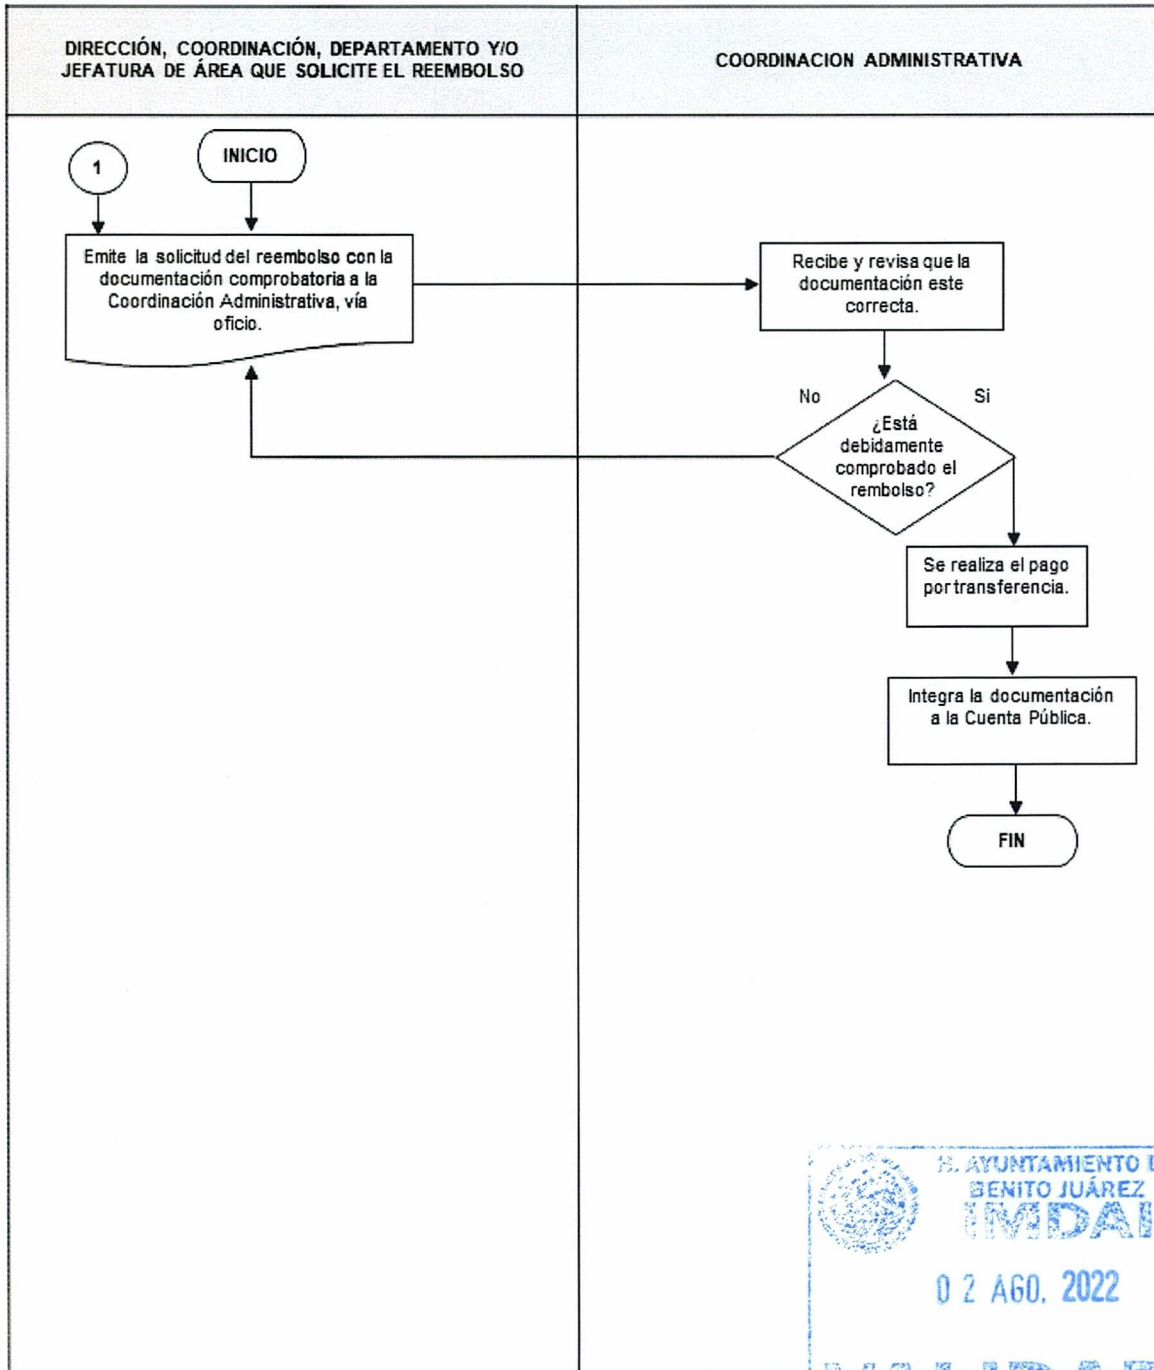 DIRECCIÓN, COORDINACIÓN, DEPARTAMENTO Y/O
JEFATURA DE ÁREA QUE SOLICITE EL REEMBOLSO
COORDINACION ADMINISTRATIVA
1
INICIO
Emite la solicitud del reembolso con la
documentación comprobatoria a la
Coordinación Administrativa, vía
oficio.
Recibe y revisa que la
documentación este
correcta.
No
Si
¿Está
debidamente
comprobado el
rembolso?
Se realiza el pago
por transferencia.
Integra la documentación
a la Cuenta Pública.
FIN
H. AYUNTAMIENTO D
BENITO JUÁREZ
IMDAI
0 2 AGO. 2022